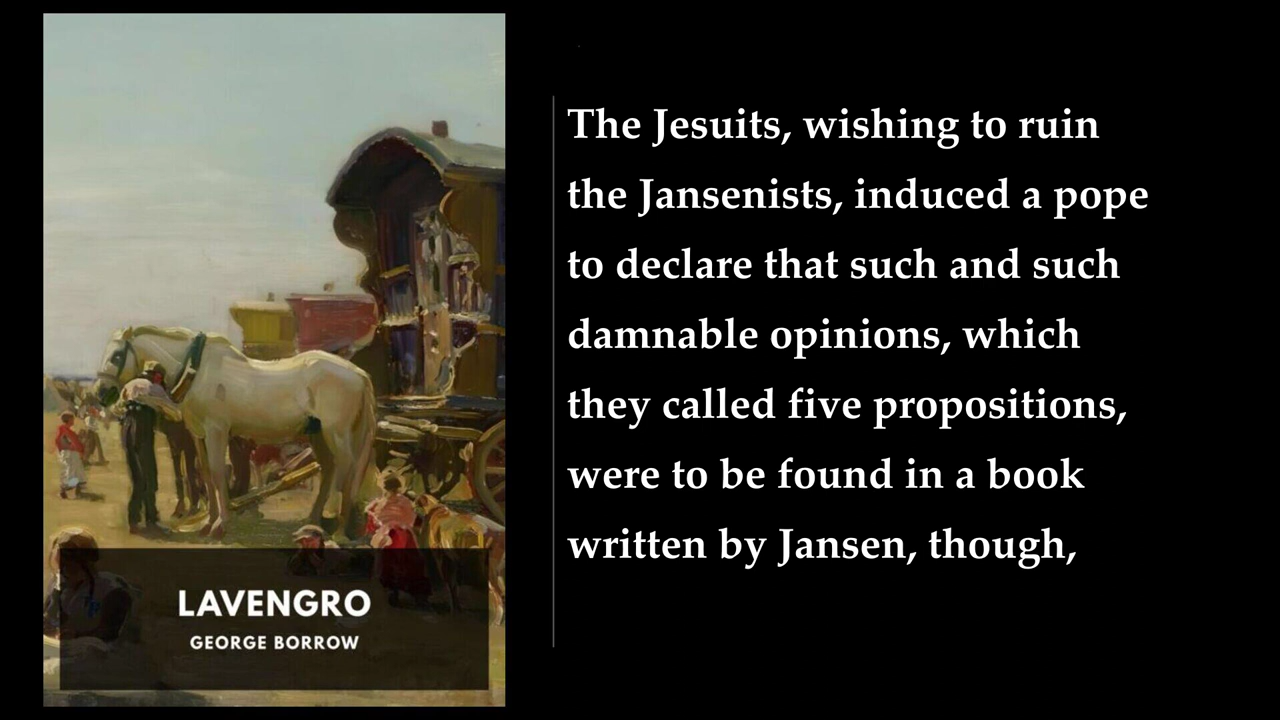 LAVENGRO
GEORGE BORROW
The Jesuits, wishing to ruin
the Jansenists, induced a pope
to declare that such and such
damnable opinions, which
they called five propositions,
were to be found in a book
written by Jansen, though,